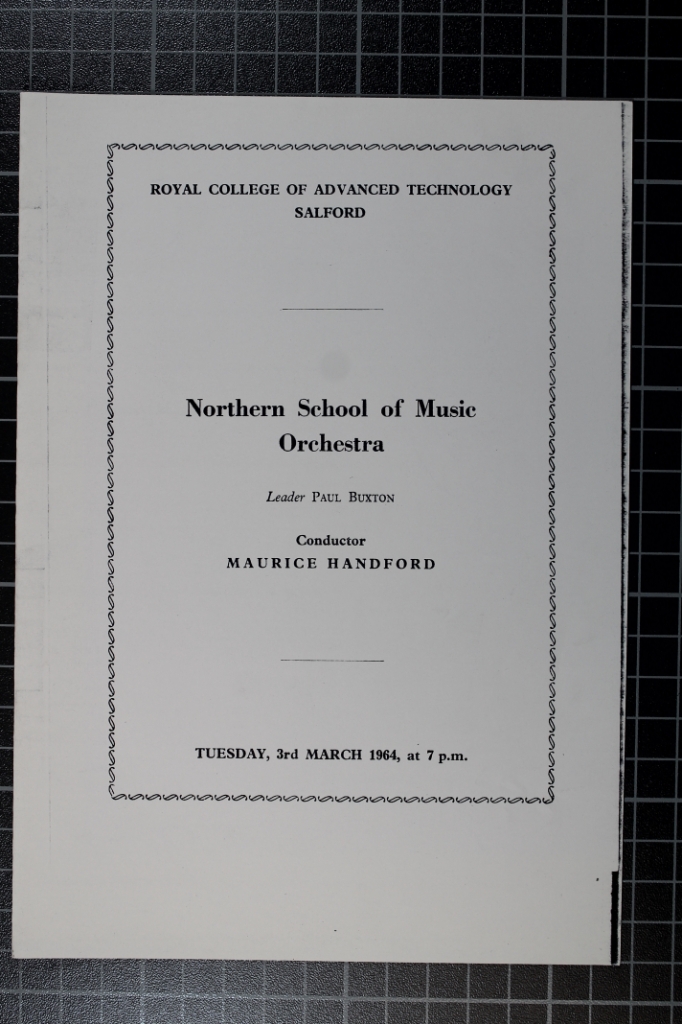 ROYAL COLLEGE OF ADVANCED TECHNOLOGY
SALFORD
Northern School of Music
Orchestra
Leader PAUL BUXTON
Conductor
MAURICE HANDFORD
TUESDAY, 3rd MARCH 1964, at 7 p.m.